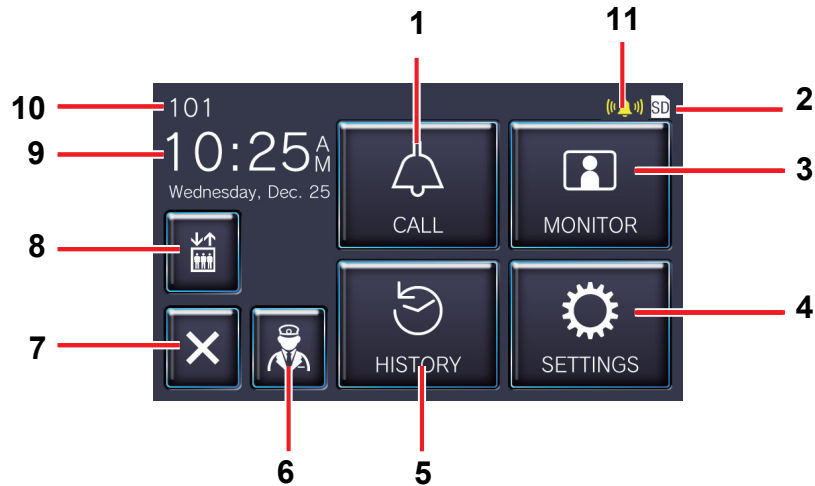 1
11
10
101
SD
2
9
10:25 AM
Wednesday, Dec. 25
CALL
MONITOR
3
8
7
HISTORY
SETTINGS
4
6
5